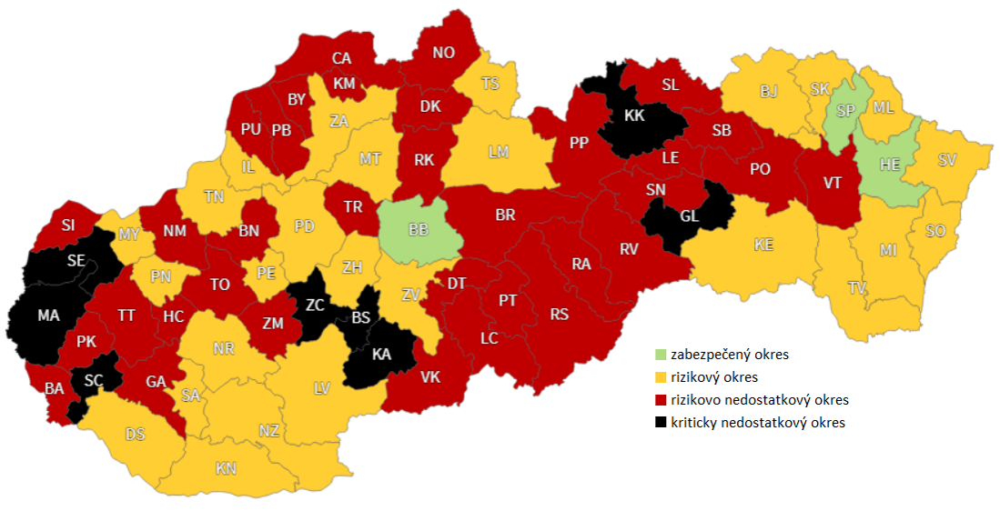 NO
CA
SL
KM
TS
BJ
SK
BY
DK
SP
ML
ZA
KK
PU
PB
SB
PP
LM
MT
RK
LE
SV
IL
PO
HE
VT
SN
TN
TR
BR
GL
SI
PD
SO
NM
BN
BB
MY
KE
RV
MI
SE
PE
ZH
RA
PN
TO
DT
TV
ZV
PT
ZC
MA
TT
HC
BS
RS
ZM
LC
PK
NR
KA
zabezpečený okres
rizikový okres
SC
GA
VK
BA
LV
SA
rizikovo nedostatkový okres
kriticky nedostatkový okres
DS
NZ
KN